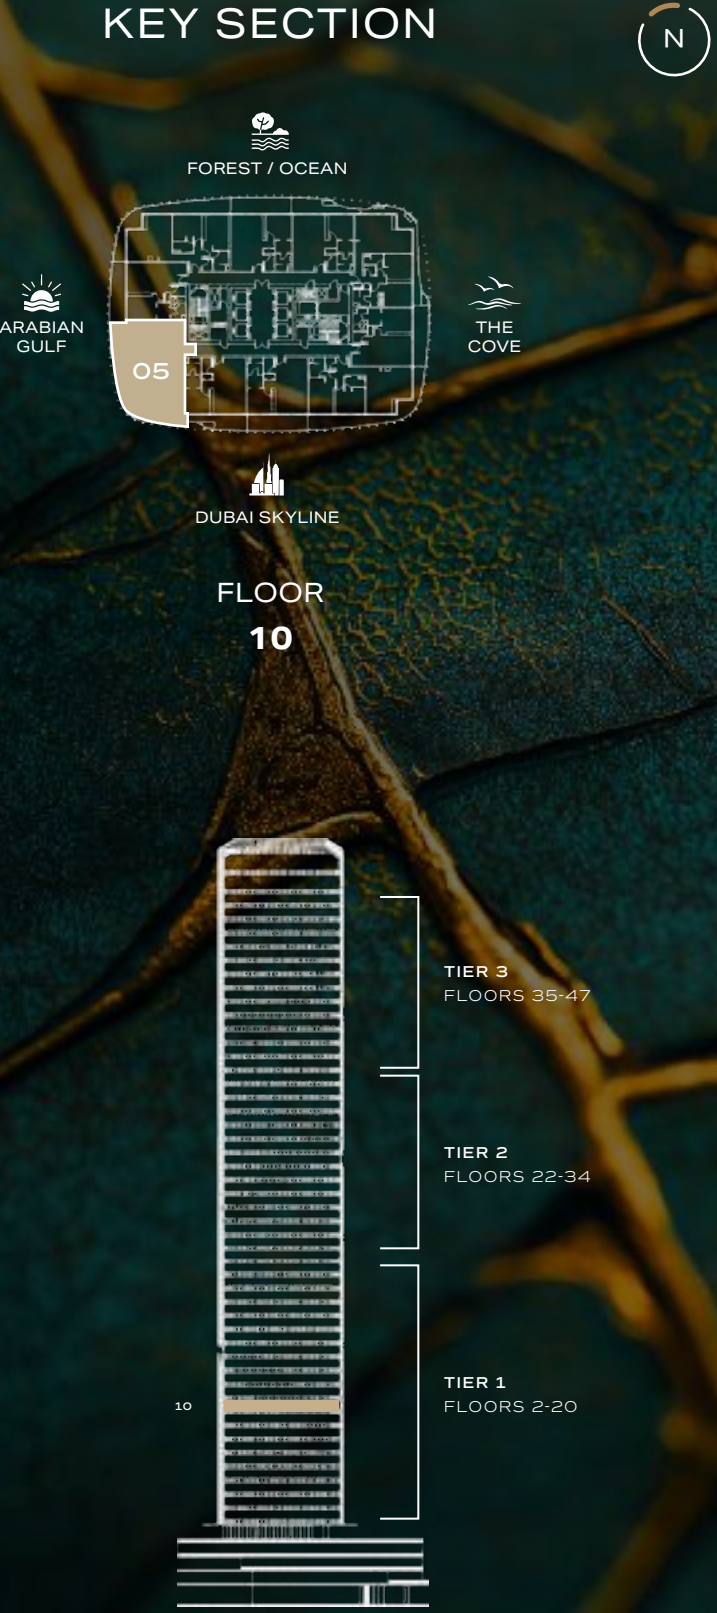 KEY SECTION
N
FOREST / OCEAN
ARABIAN
GULF
THE
COVE
05
DUBAI SKYLINE
FLOOR
10
TIER 3
FLOORS 35-47
TIER 2
FLOORS 22-34
TIER 1
FLOORS 2-20
10